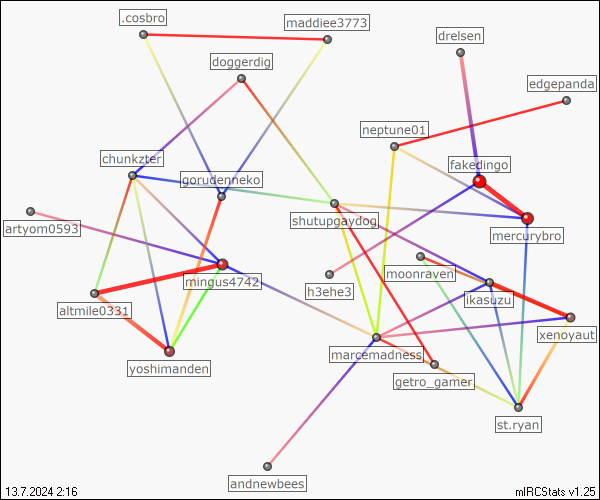 .cosbro
maddiee3773
drelsen
doggerdig
edgepanda
neptune01
chunkzter
fakedingo
gorudenneko
shutupgaydog
artyom0593
mercurybro
moonraven
mingus4742
h3ehe3
ikasuzu
altmile0331
xenoyaut
marcemadness
yoshimanden
getro_gamer
st.ryan
andnewbees
13.7.2024 2:16
mIRCStats v1.25